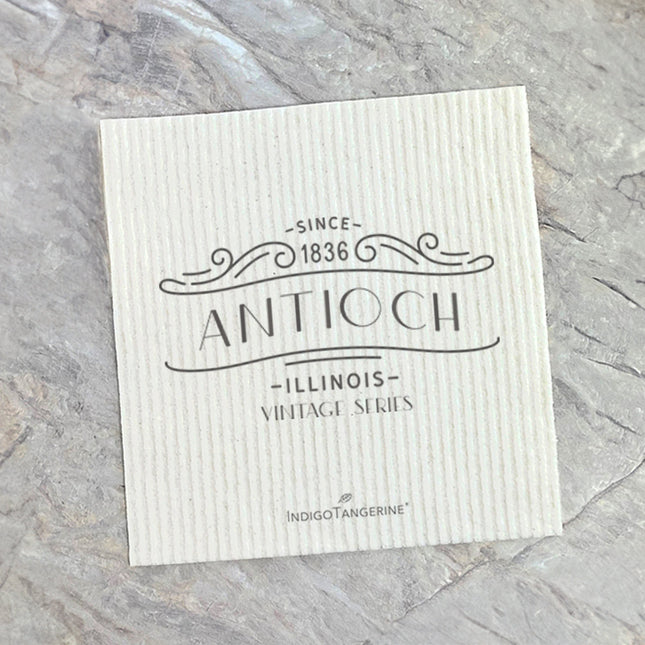 -SINCE-
1836
ANTIOCH
-ILLINOIS-
VINTAGE SERIES
INDIGOTANGERINE®